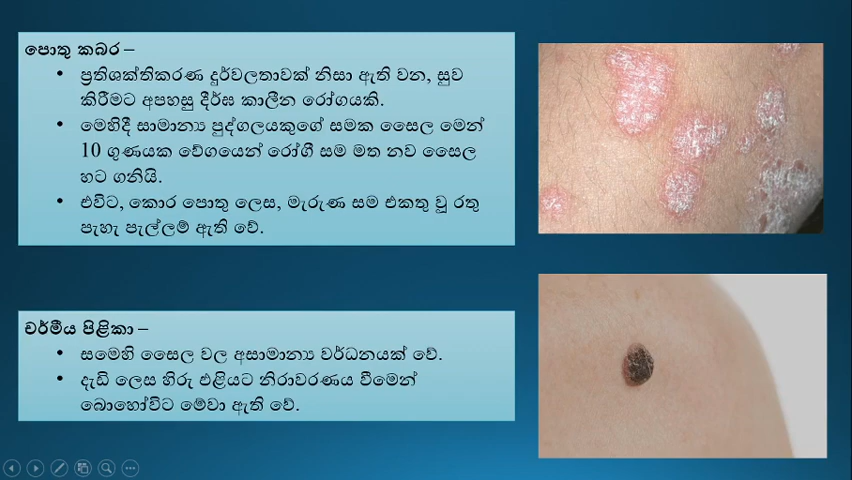 පොතු කබර –
• ප්‍රතිශක්තිකරණ දුර්වලතාවක් නිසා ඇති වන, සුව
කිරීමට අපහසු දීර්ඝ කාලීන රෝගයකි.
• මෙහිදී සාමාන්‍ය පුද්ගලයකුගේ සමක සෛල මෙන්
10 ගුණයක වේගයෙන් රෝගී සම මත නව සෛල
හට ගනියි.
• එවිට, කොර පොතු ලෙස, මැරුණ සම එකතු වූ රතු
පැහැ පැල්ලම් ඇති වේ.
චර්මීය පිළිකා –
• සමෙහි සෛල වල අසාමාන්‍ය වර්ධනයක් වේ.
• දැඩි ලෙස හිරු එළියට නිරාවරණය වීමෙන්
බොහෝවිට මේවා ඇති වේ.